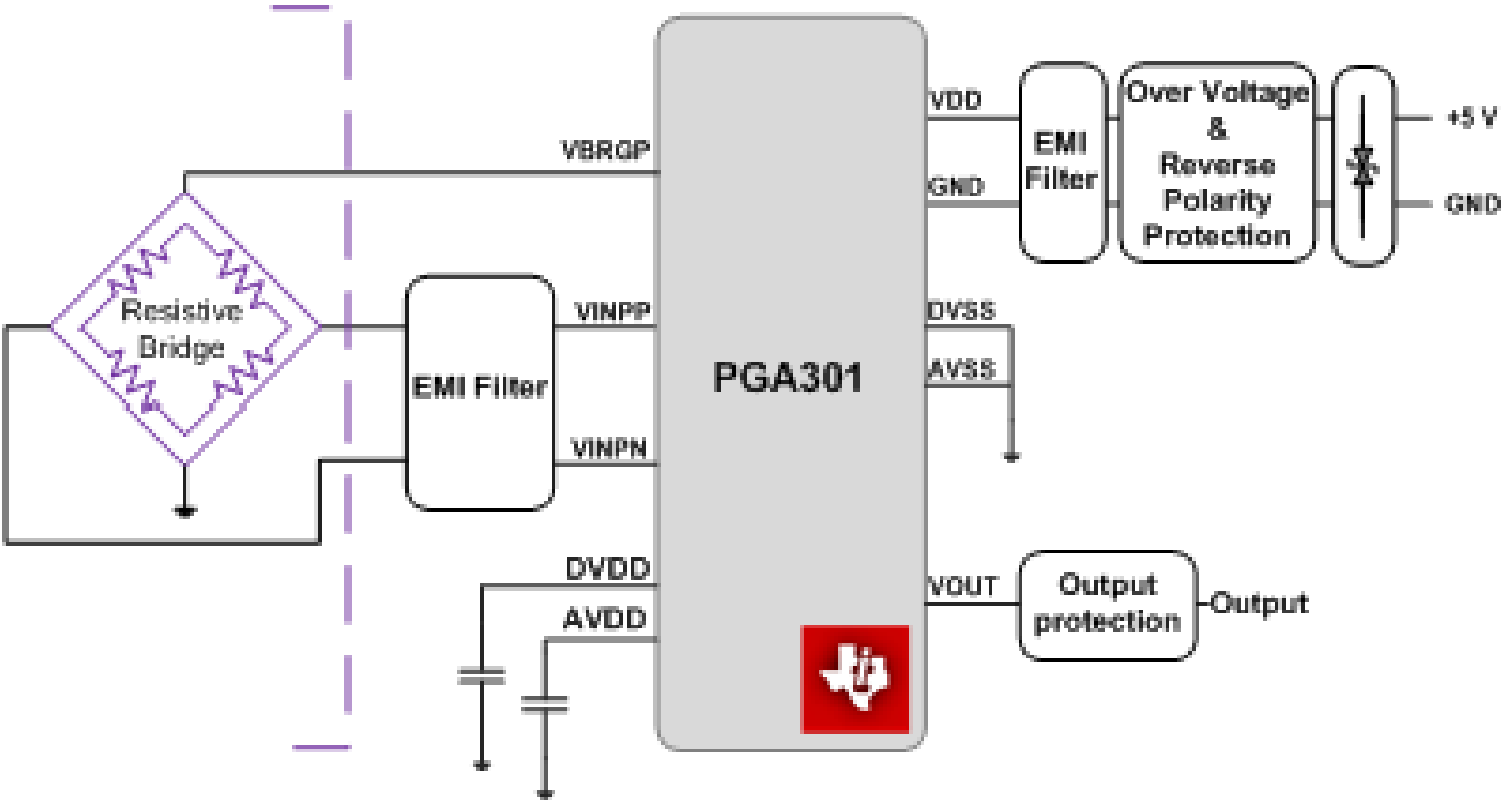 VBRGP
Resistive
Bridge
EMI Filter
VINPP
VINPN
DVDD
AVDD
PGA301
VDD
GND
EMI
Filter
Over Voltage
&
Reverse
Polarity
Protection
+5 V
GND
DVSS
AVSS
VOUT
Output
protection
Output